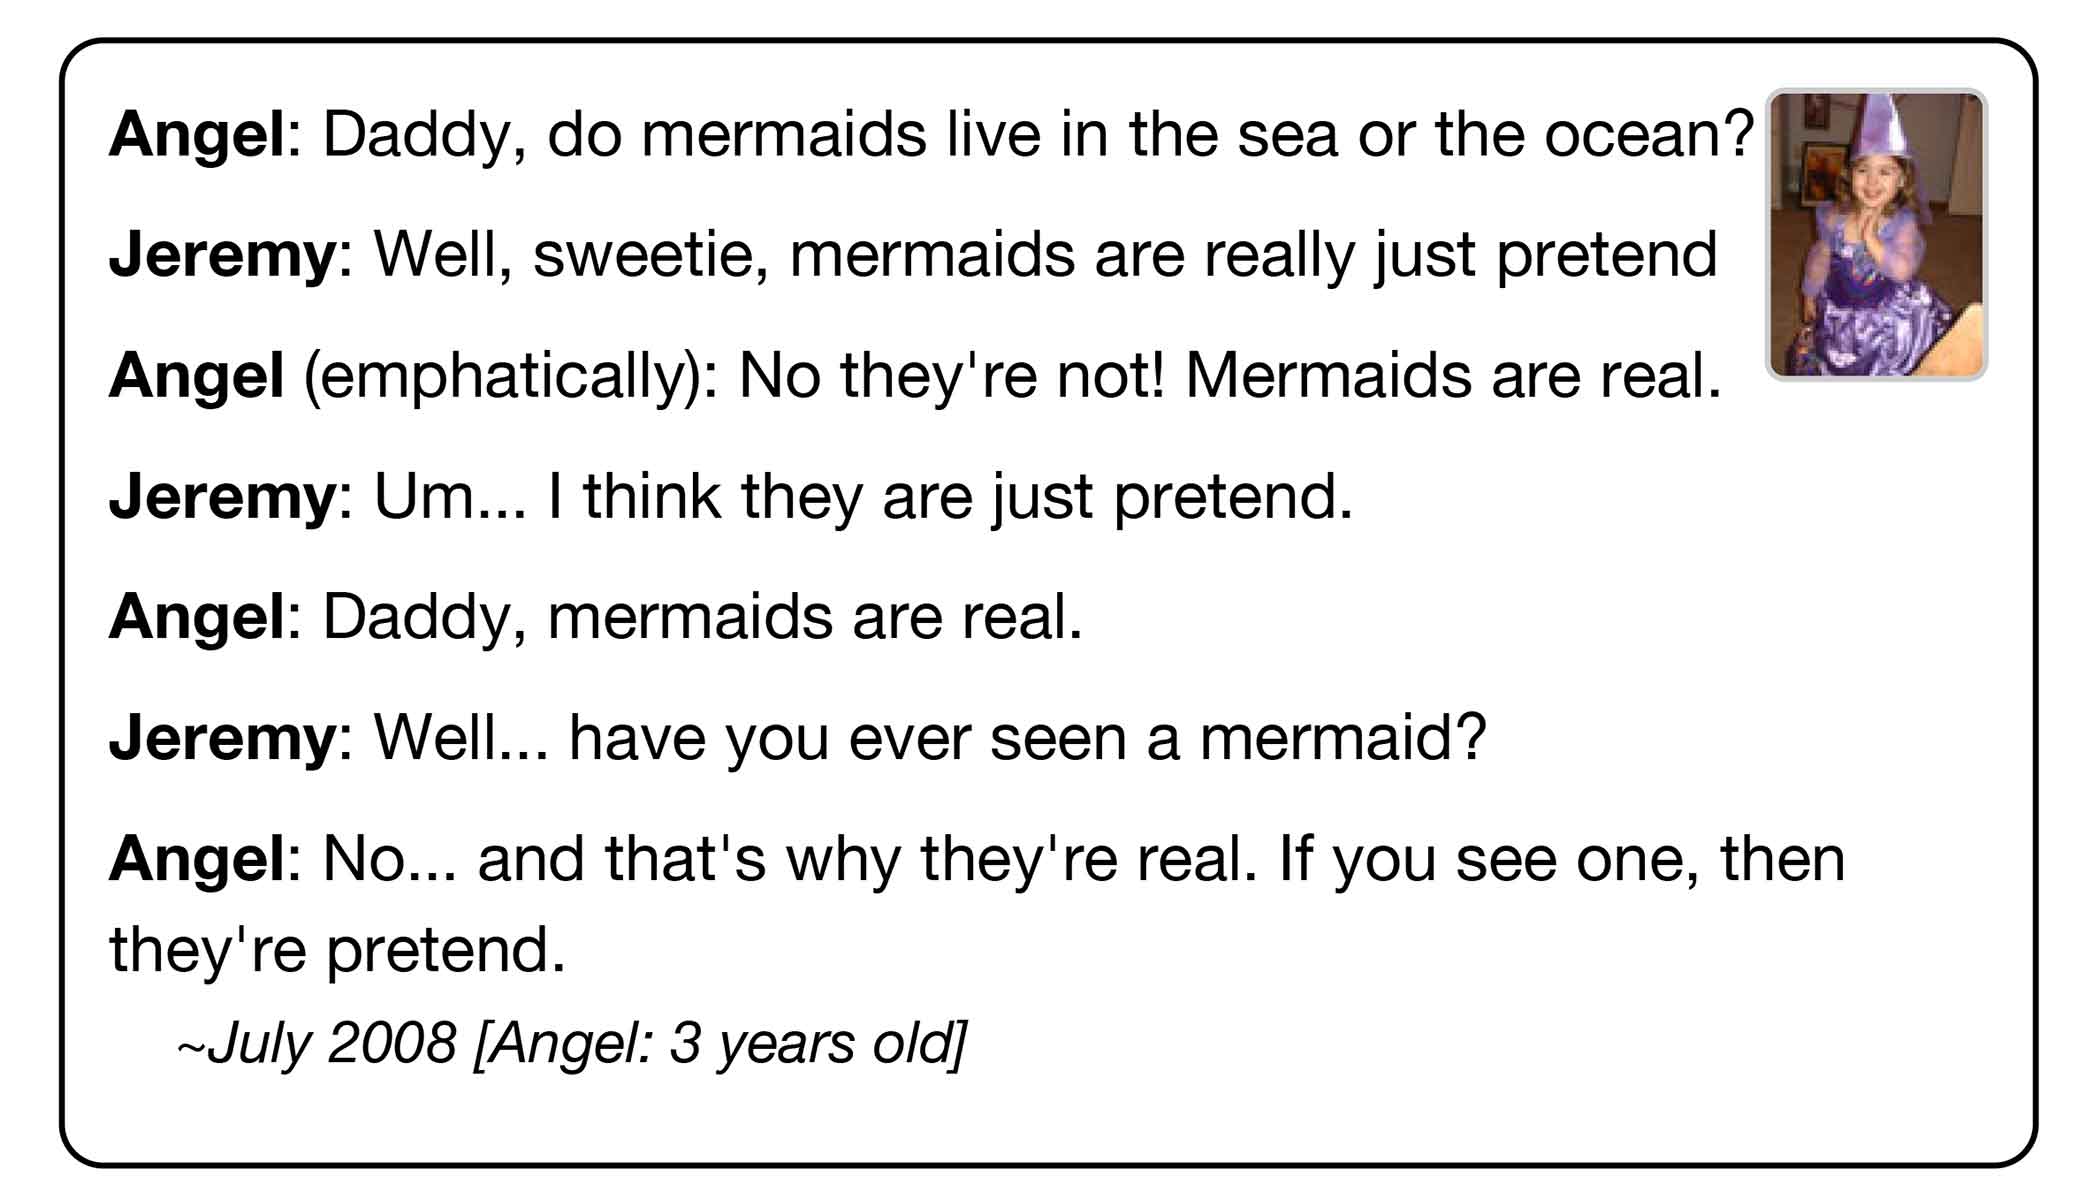 Angel: Daddy, do mermaids live in the sea or the ocean?
Jeremy: Well, sweetie, mermaids are really just pretend
Angel (emphatically): No they're not! Mermaids are real.
Jeremy: Um... I think they are just pretend.
Angel: Daddy, mermaids are real.
Jeremy: Well... have you ever seen a mermaid?
Angel: No... and that's why they're real. If you see one, then
they're pretend.
~July 2008 [Angel: 3 years old]